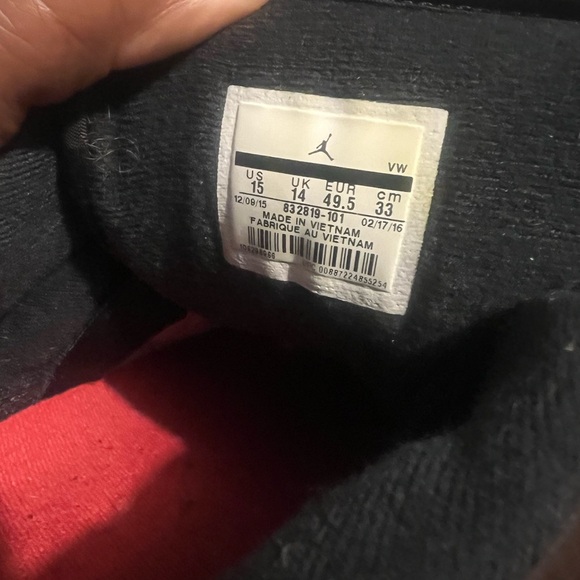 VW
US UK EUR cm
15 14 49.5 33
12/09/15 832819-101 02/17/16
MADE IN VIETNAM
FABRIQUE AU VIETNAM
00887224855254